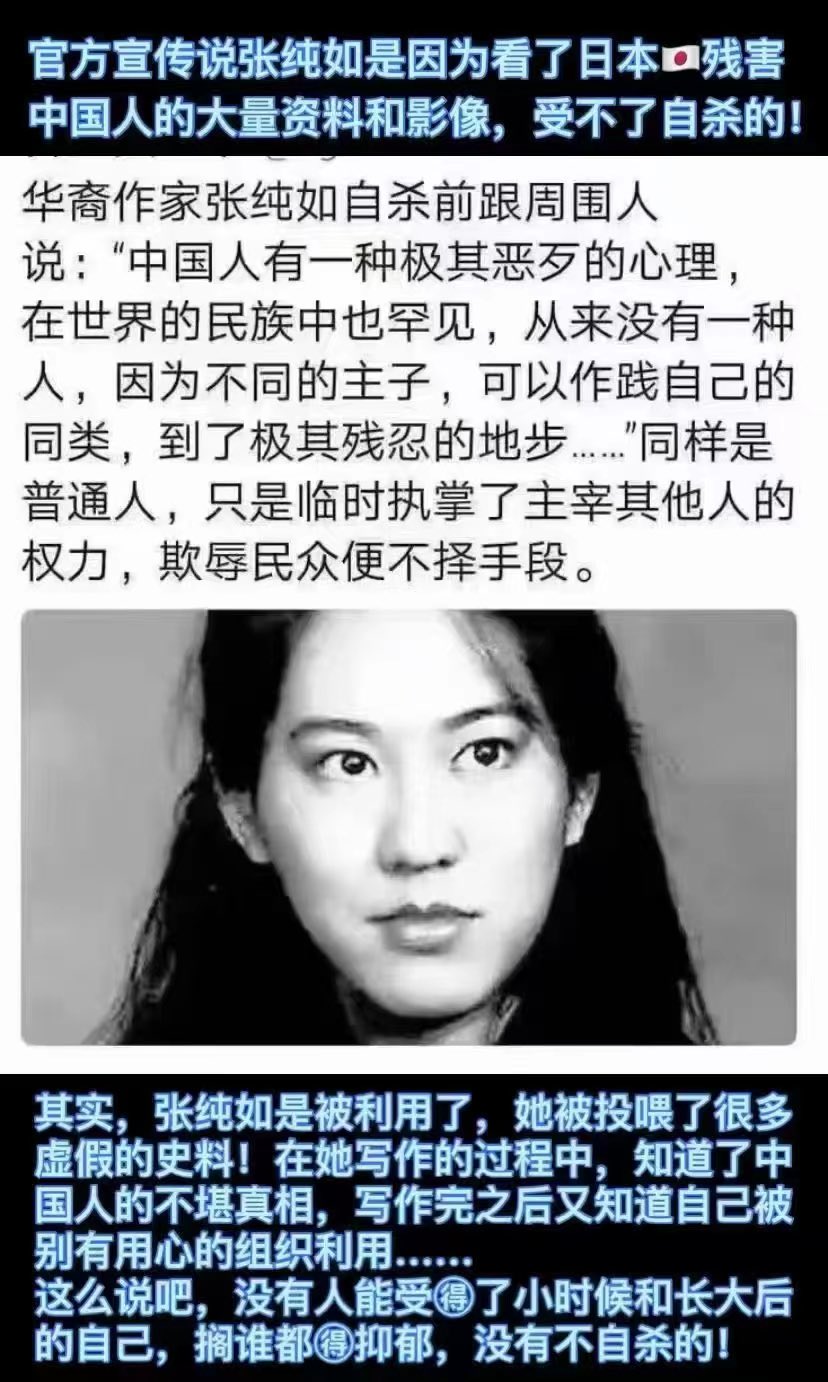 官方宣传说张纯如是因为看了日本🇯🇵残害
中国人的大量资料和影像，受不了自杀的！
华裔作家张纯如自杀前跟周围人
说：“中国人有一种极其恶歹的心理，
在世界的民族中也罕见，从来没有一种
人，因为不同的主子，可以作践自己的
同类，到了极其残忍的地步……”同样是
普通人，只是临时执掌了主宰其他人的
权力，欺辱民众便不择手段。
其实，张纯如是被利用了，她被投喂了很多
虚假的史料！在她写作的过程中，知道了中
国人的不堪真相，写作完之后又知道自己被
别有用心的组织利用……
这么说吧，没有人能受🉐了小时候和长大后
的自己，搁谁都🉐抑郁，没有不自杀的！